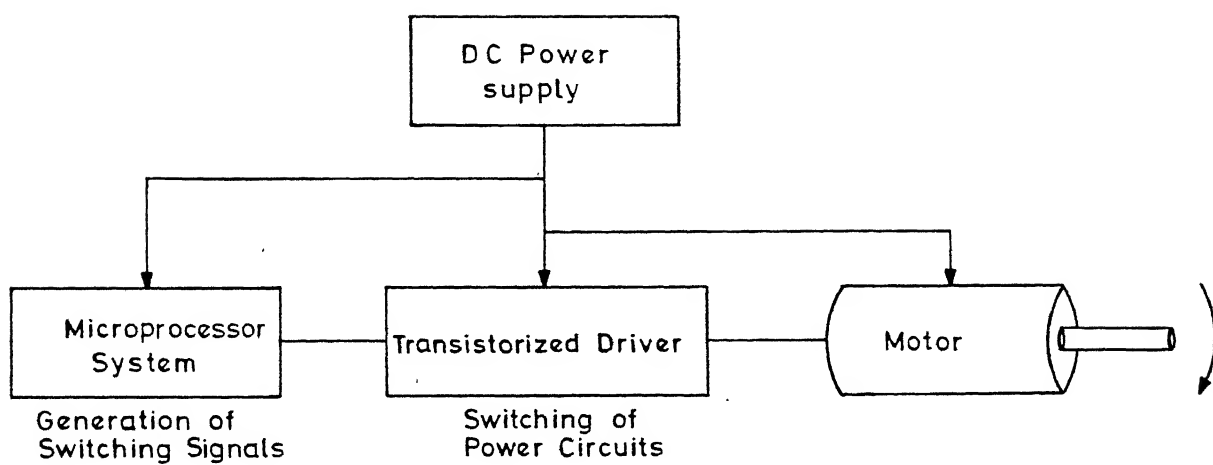 DC Power
supply
Microprocessor
System
Transistorized Driver
Motor
Generation of
Switching Signals
Switching of
Power Circuits